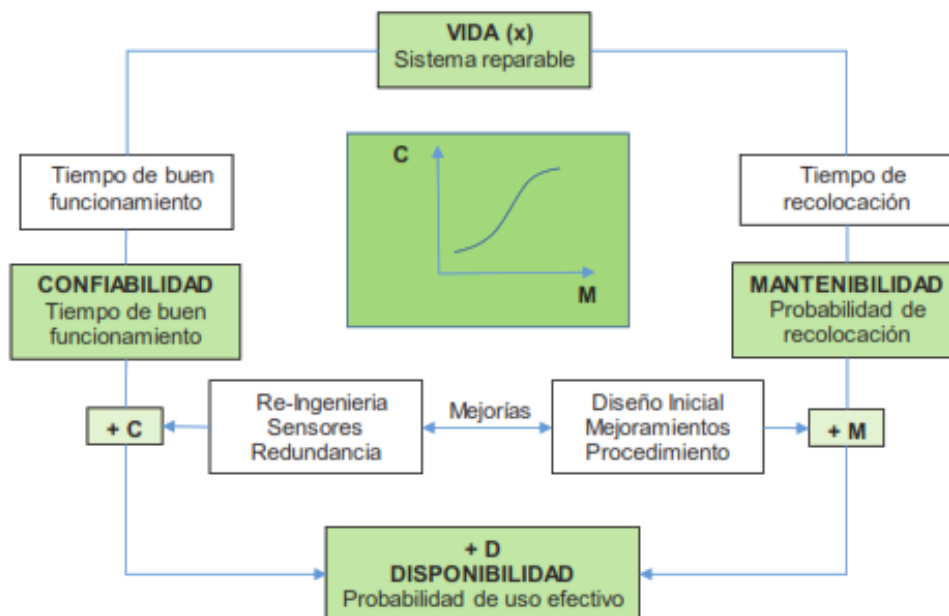 VIDA (x)
Sistema reparable
Tiempo de buen
funcionamiento
C
M
Tiempo de
recolocación
CONFIABILIDAD
Tiempo de buen
funcionamiento
MANTENIBILIDAD
Probabilidad de
recolocación
+ C
Re-Ingenieria
Sensores
Redundancia
Mejorías
Diseño Inicial
Mejoramientos
Procedimiento
+ M
+ D
DISPONIBILIDAD
Probabilidad de uso efectivo